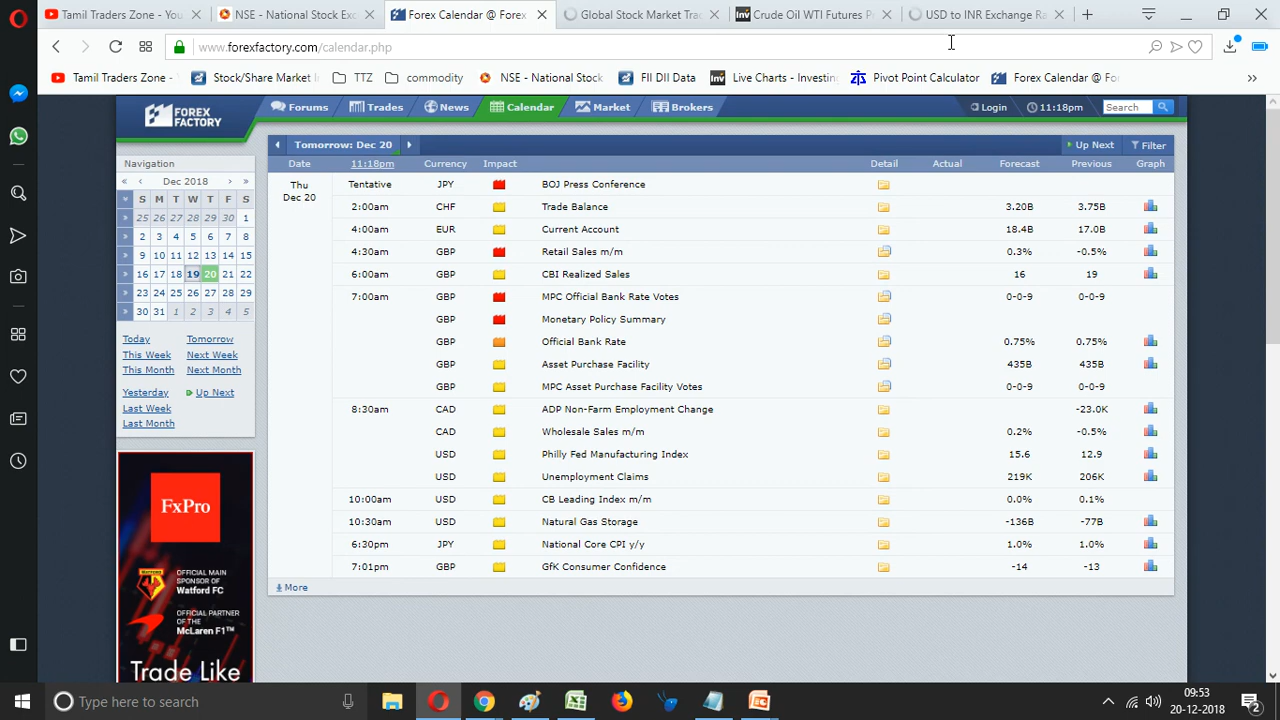 Tamil Traders Zone - You
NSE - National Stock Exc
Forex Calendar @ Forex
Global Stock Market Trac
Inv Crude Oil WTI Futures P
USD to INR Exchange Ra
www.forexfactory.com/calendar.php
Tamil Traders Zone -
Stock/Share Market In
TTZ
commodity
NSE - National Stock
FII DII Data
Inv Live Charts - Investin
Pivot Point Calculator
Forex Calendar @ Fo
FOREX FACTORY
Forums Trades News Calendar Market Brokers
Login 11:18pm Search
Navigation
« ‹ Dec 2018 › »
S M T W T F S
25 26 27 28 29 30 1
2 3 4 5 6 7 8
9 10 11 12 13 14 15
16 17 18 19 20 21 22
23 24 25 26 27 28 29
30 31 1 2 3 4 5
Today Tomorrow
This Week Next Week
This Month Next Month
Yesterday Up Next
Last Week
Last Month
Tomorrow: Dec 20 Up Next Filter
Date 11:18pm Currency Impact Detail Actual Forecast Previous Graph
Thu Dec 20
Tentative JPY BOJ Press Conference
2:00am CHF Trade Balance 3.20B 3.75B
4:00am EUR Current Account 18.4B 17.0B
4:30am GBP Retail Sales m/m 0.3% -0.5%
6:00am GBP CBI Realized Sales 16 19
7:00am GBP MPC Official Bank Rate Votes 0-0-9 0-0-9
GBP Monetary Policy Summary
GBP Official Bank Rate 0.75% 0.75%
GBP Asset Purchase Facility 435B 435B
GBP MPC Asset Purchase Facility Votes 0-0-9 0-0-9
8:30am CAD ADP Non-Farm Employment Change -23.0K
CAD Wholesale Sales m/m 0.2% -0.5%
USD Philly Fed Manufacturing Index 15.6 12.9
USD Unemployment Claims 219K 206K
10:00am USD CB Leading Index m/m 0.0% 0.1%
10:30am USD Natural Gas Storage -136B -77B
6:30pm JPY National Core CPI y/y 1.0% 1.0%
7:01pm GBP GfK Consumer Confidence -14 -13
More
FxPro
OFFICIAL MAIN
SPONSOR OF
Watford FC
OFFICIAL PARTNER
OF THE
McLaren F1™
Trade Like
Type here to search
09:53
20-12-2018
2